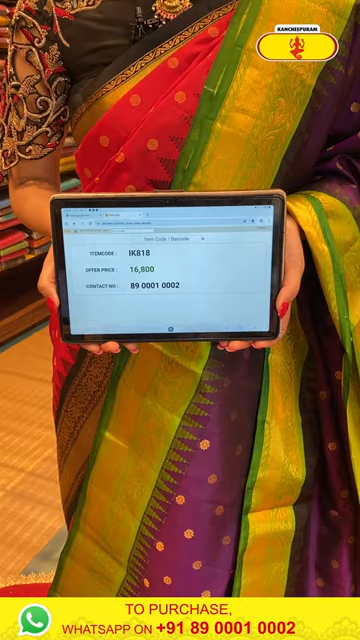 KANCHEEPURAM
Item Code / Barcode
ITEMCODE : IK818
OFFER PRICE : 16,800
CONTACT NO : 89 0001 0002
TO PURCHASE,
WHATSAPP ON +91 89 0001 0002